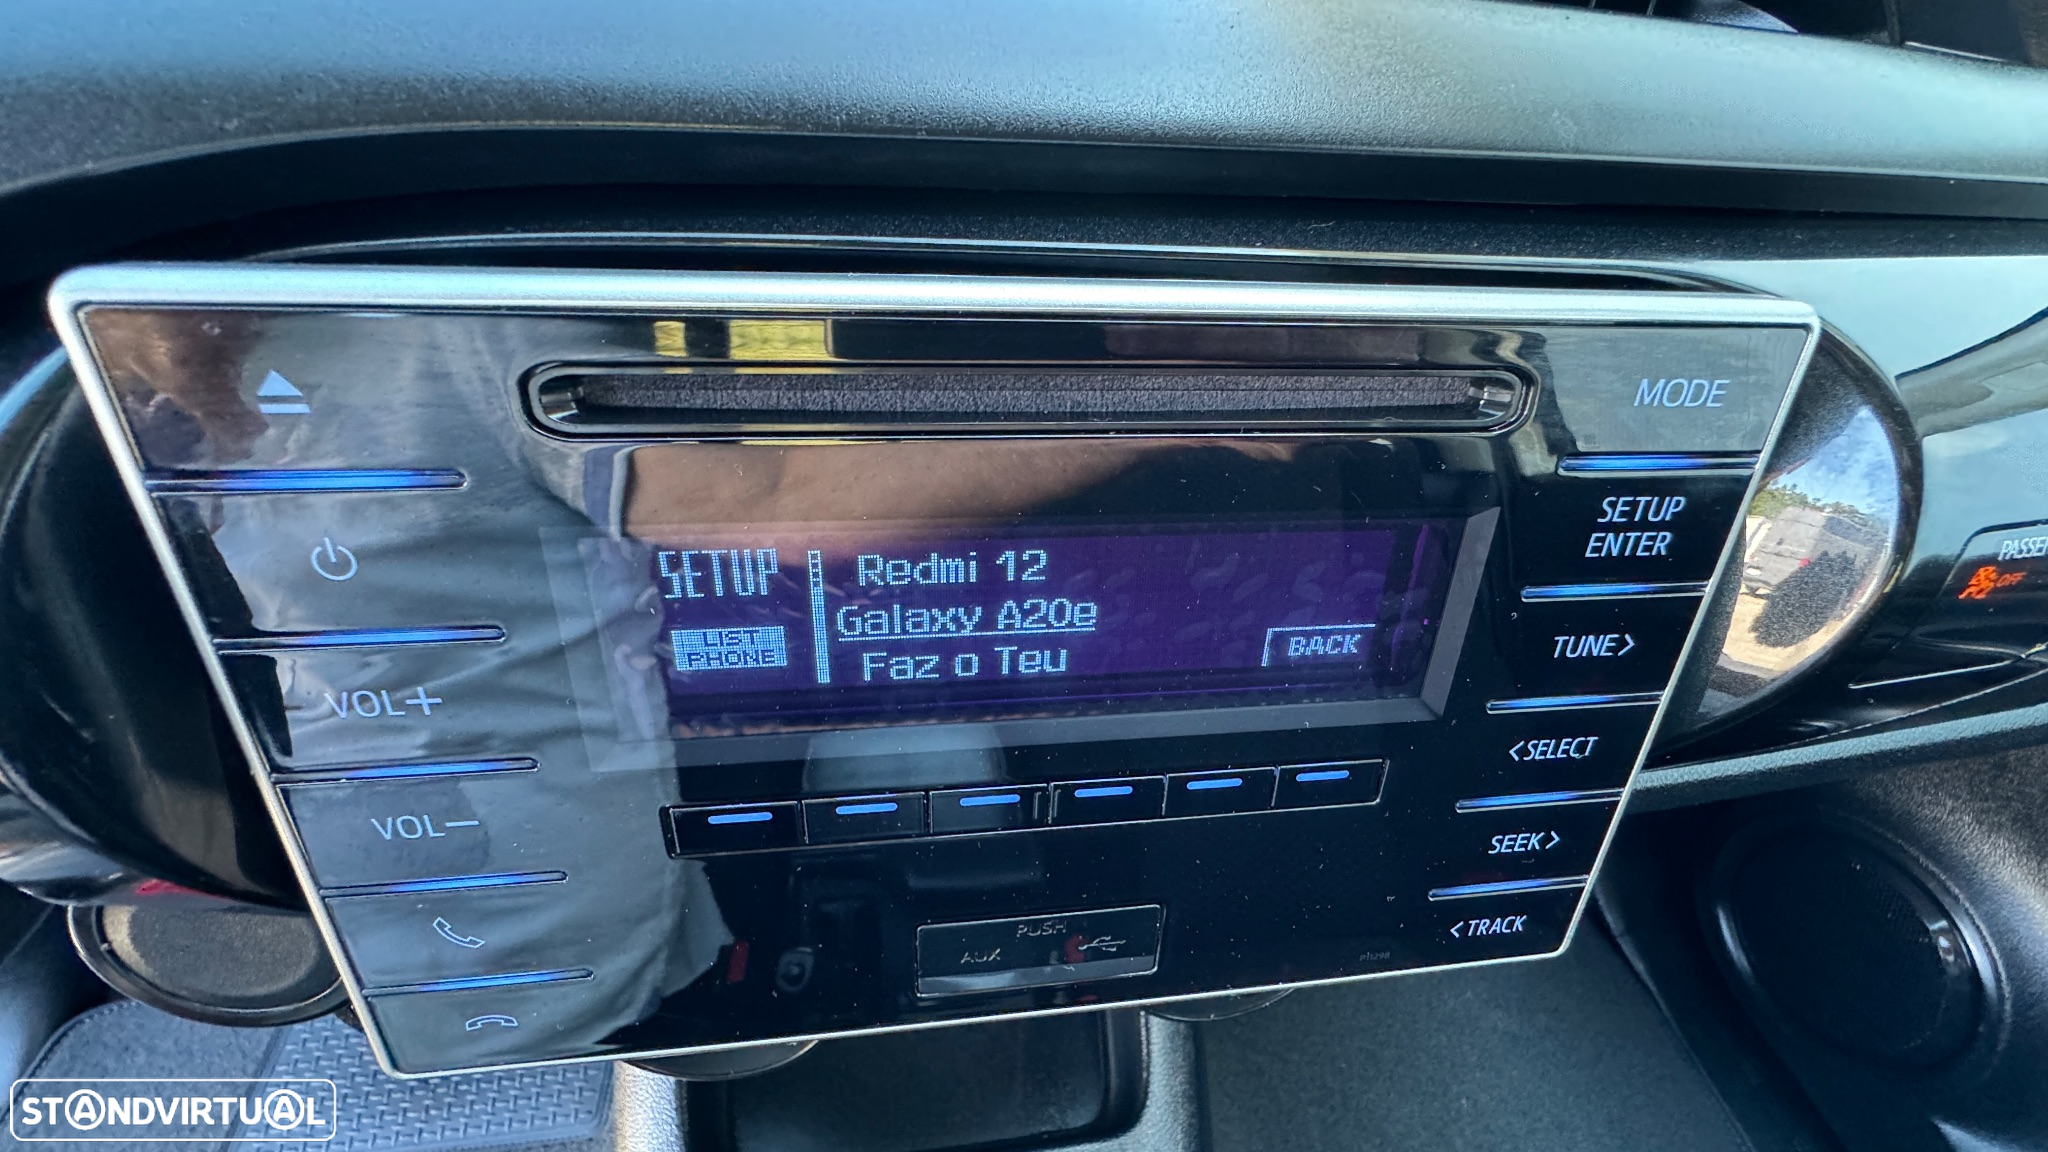 MODE
SETUP
ENTER
TUNE>
<SELECT
SEEK>
<TRACK
VOL+
VOL-
SETUP
LIST
PHONE
Redmi 12
Galaxy A20e
Faz o Teu
BACK
PUSH
AUX
OFF
STANDVIRTUAL